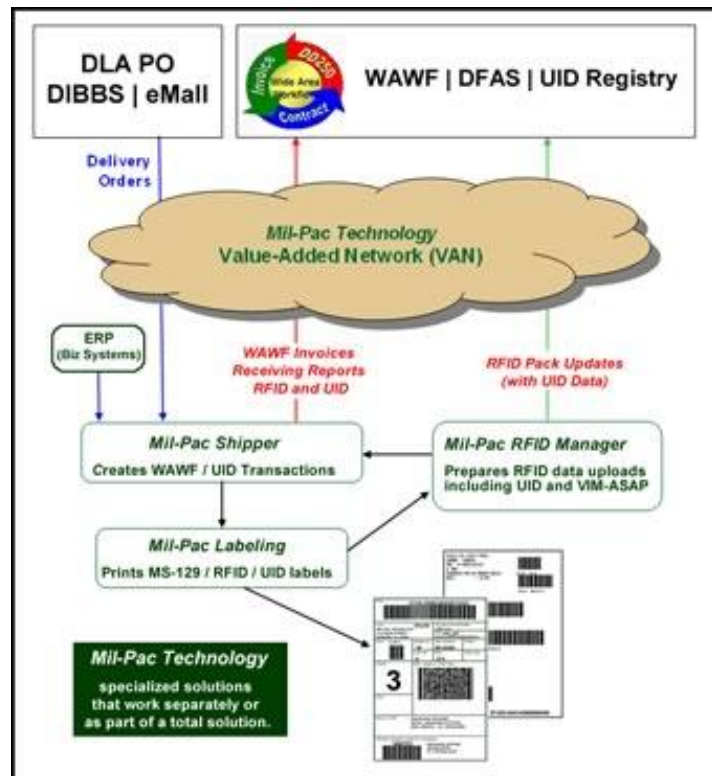 DLA PO
DIBBS | eMall
Invoice
DD250
Wide Area
Workflow
Contract
WAWF | DFAS | UID Registry
Delivery
Orders
Mil-Pac Technology
Value-Added Network (VAN)
ERP
(Biz Systems)
WAWF Invoices
Receiving Reports
RFID and UID
RFID Pack Updates
(with UID Data)
Mil-Pac Shipper
Creates WAWF / UID Transactions
Mil-Pac RFID Manager
Prepares RFID data uploads
including UID and VIM-ASAP
Mil-Pac Labeling
Prints MS-129 / RFID / UID labels
3
Mil-Pac Technology
specialized solutions
that work separately or
as part of a total solution.